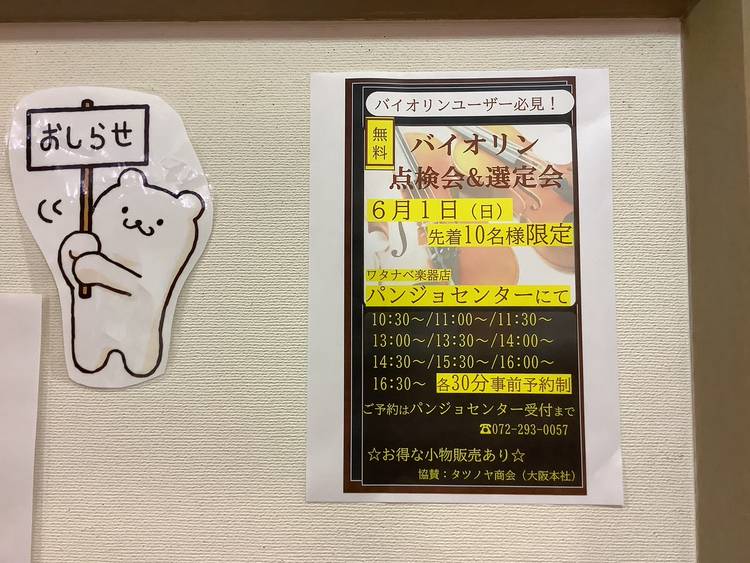 おしらせ
バイオリンユーザー必見！
無料
バイオリン
点検会&選定会
６月１日（日）
先着10名様限定
ワタナベ楽器店
パンジョセンターにて
10:30～/11:00～/11:30～
13:00～/13:30～/14:00～
14:30～/15:30～/16:00～
16:30～ 各30分事前予約制
ご予約はパンジョセンター受付まで
☎072-293-0057
☆お得な小物販売あり☆
協賛：タツノヤ商会（大阪本社）